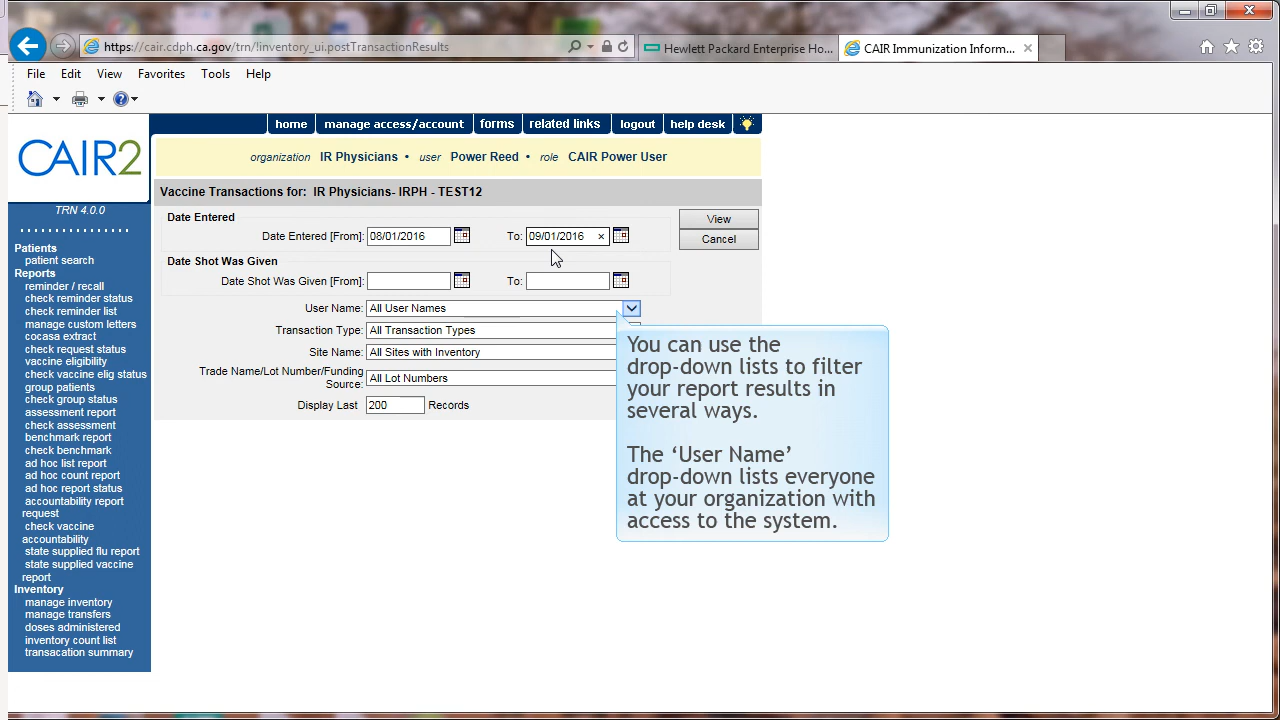 https://cair.cdph.ca.gov/trn/!inventory_ui.postTransactionResults
Hewlett Packard Enterprise Ho...
CAIR Immunization Inform...
File Edit View Favorites Tools Help
CAIR2
home manage access/account forms related links logout help desk
organization IR Physicians • user Power Reed • role CAIR Power User
TRN 4.0.0
Patients
patient search
Reports
reminder / recall
check reminder status
check reminder list
manage custom letters
cocasa extract
check request status
vaccine eligibility
check vaccine elig status
group patients
check group status
assessment report
check assessment
benchmark report
check benchmark
ad hoc list report
ad hoc count report
ad hoc report status
accountability report
request
check vaccine
accountability
state supplied flu report
state supplied vaccine
report
Inventory
manage inventory
manage transfers
doses administered
inventory count list
transacation summary
Vaccine Transactions for: IR Physicians- IRPH - TEST12
Date Entered
Date Entered [From]: 08/01/2016 To: 09/01/2016
View
Cancel
Date Shot Was Given
Date Shot Was Given [From]: To:
User Name: All User Names
Transaction Type: All Transaction Types
Site Name: All Sites with Inventory
Trade Name/Lot Number/Funding
Source: All Lot Numbers
Display Last 200 Records
You can use the
drop-down lists to filter
your report results in
several ways.
The ‘User Name’
drop-down lists everyone
at your organization with
access to the system.